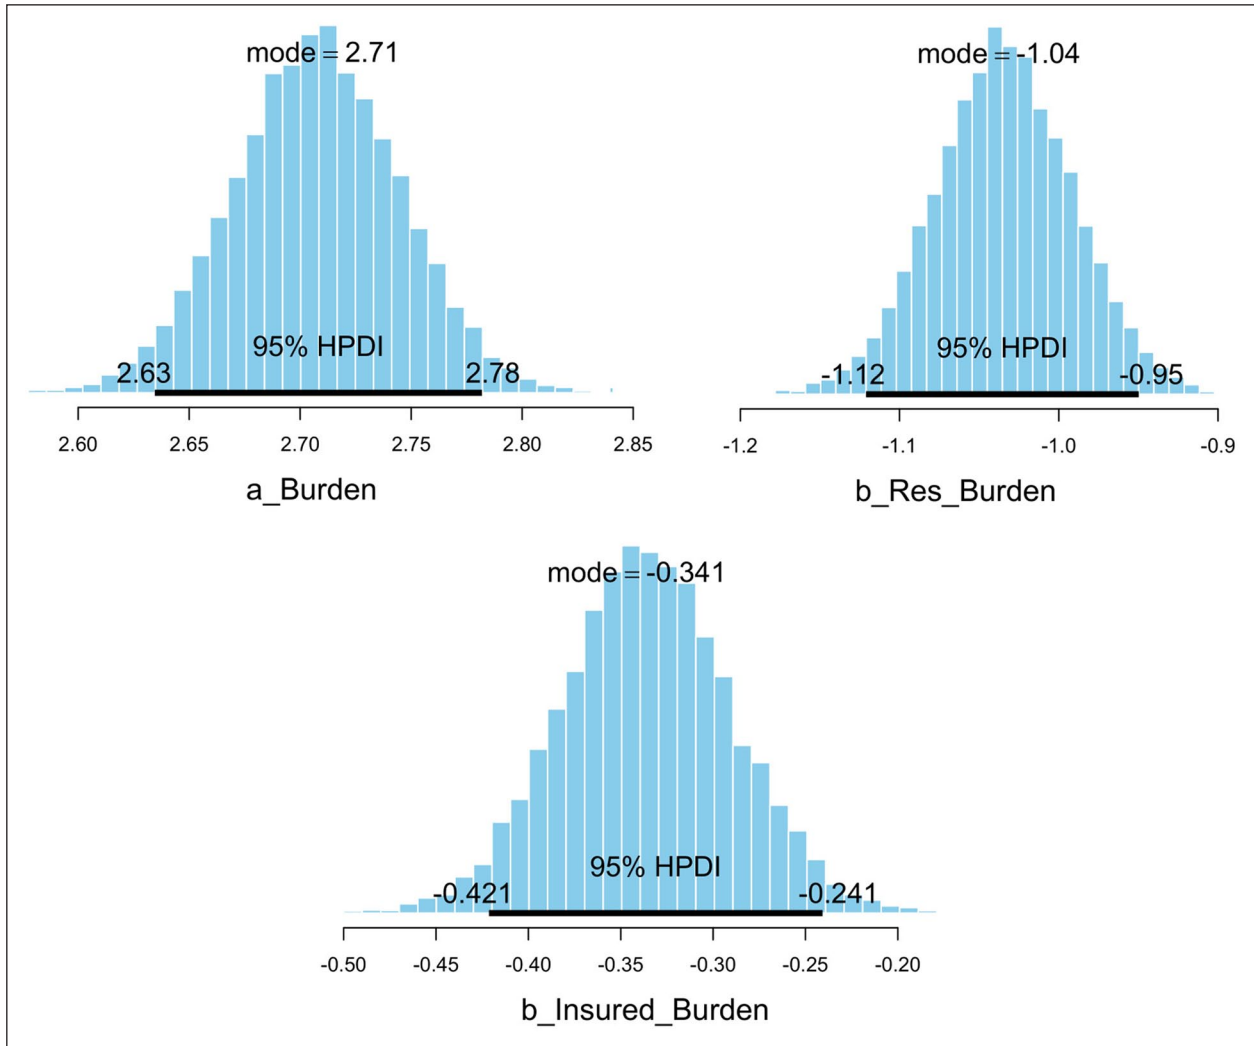 mode = 2.71
95% HPDI
2.63 2.78
2.60 2.65 2.70 2.75 2.80 2.85
a_Burden
mode = -1.04
95% HPDI
-1.12 -0.95
-1.2 -1.1 -1.0 -0.9
b_Res_Burden
mode = -0.341
95% HPDI
-0.421 -0.241
-0.50 -0.45 -0.40 -0.35 -0.30 -0.25 -0.20
b_Insured_Burden